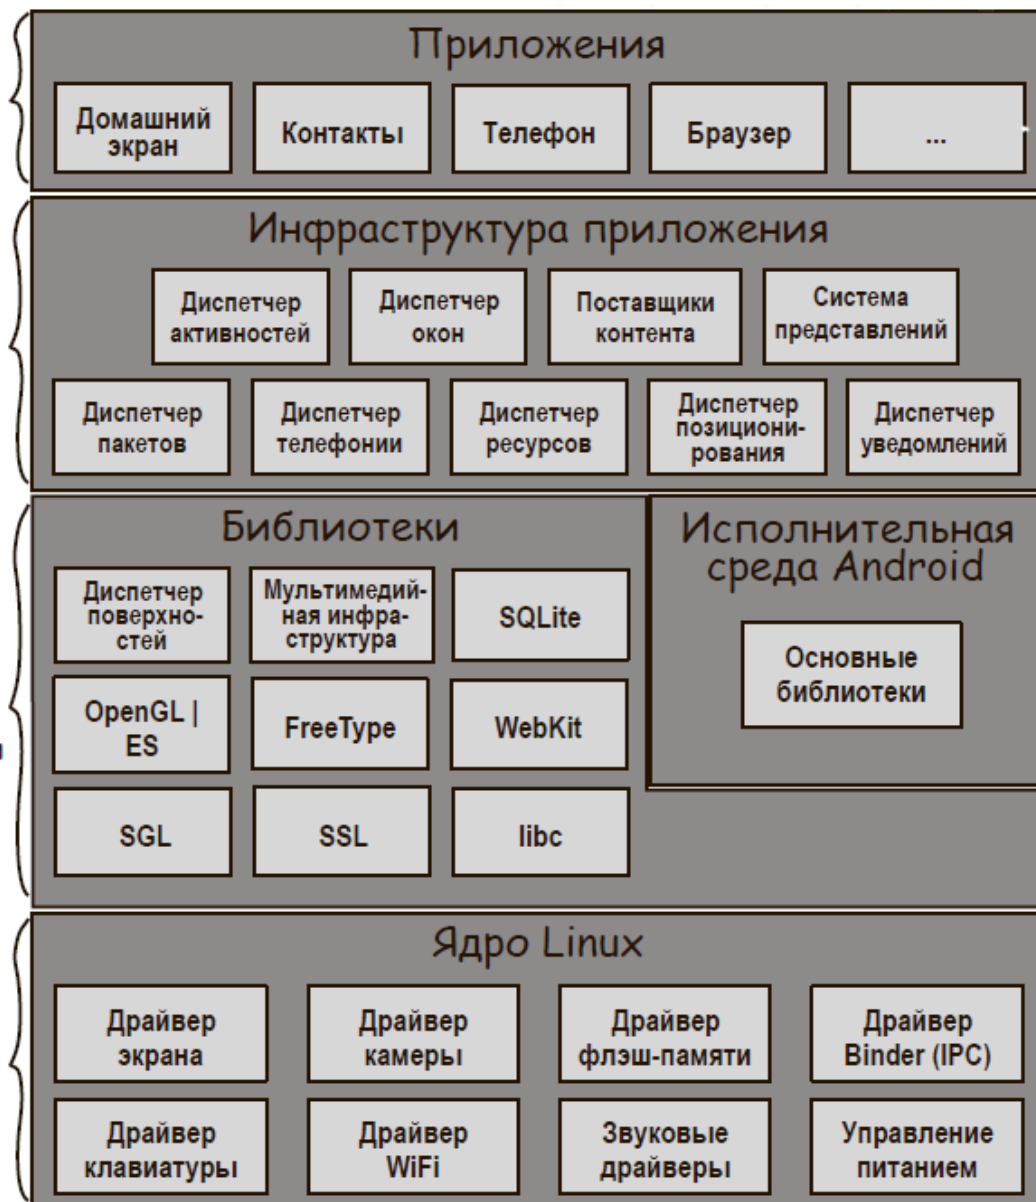 Приложения
Домашний
экран
Контакты
Телефон
Браузер
...
Инфраструктура приложения
Диспетчер
активностей
Диспетчер
окон
Поставщики
контента
Система
представлений
Диспетчер
пакетов
Диспетчер
телефонии
Диспетчер
ресурсов
Диспетчер
позициони-
рования
Диспетчер
уведомлений
Библиотеки
Диспетчер
поверхно-
стей
Мультимедий-
ная инфра-
структура
SQLite
OpenGL |
ES
FreeType
WebKit
SGL
SSL
libc
Исполнительная
среда Android
Основные
библиотеки
Ядро Linux
Драйвер
экрана
Драйвер
камеры
Драйвер
флэш-памяти
Драйвер
Binder (IPC)
Драйвер
клавиатуры
Драйвер
WiFi
Звуковые
драйверы
Управление
питанием